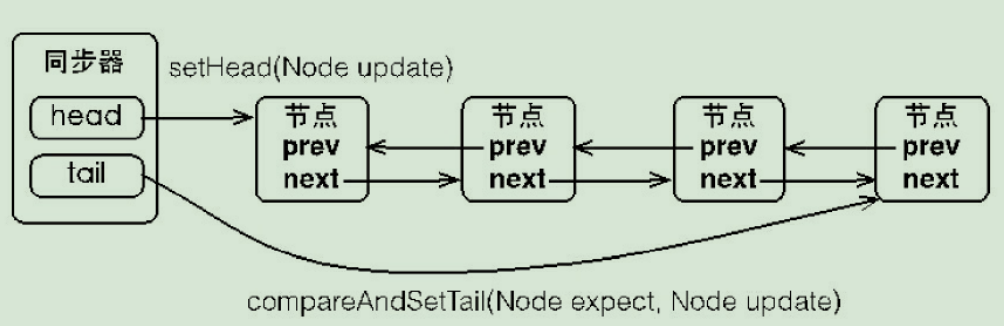 同步器
head
tail
setHead(Node update)
节点
prev
next
节点
prev
next
节点
prev
next
节点
prev
next
compareAndSetTail(Node expect, Node update)